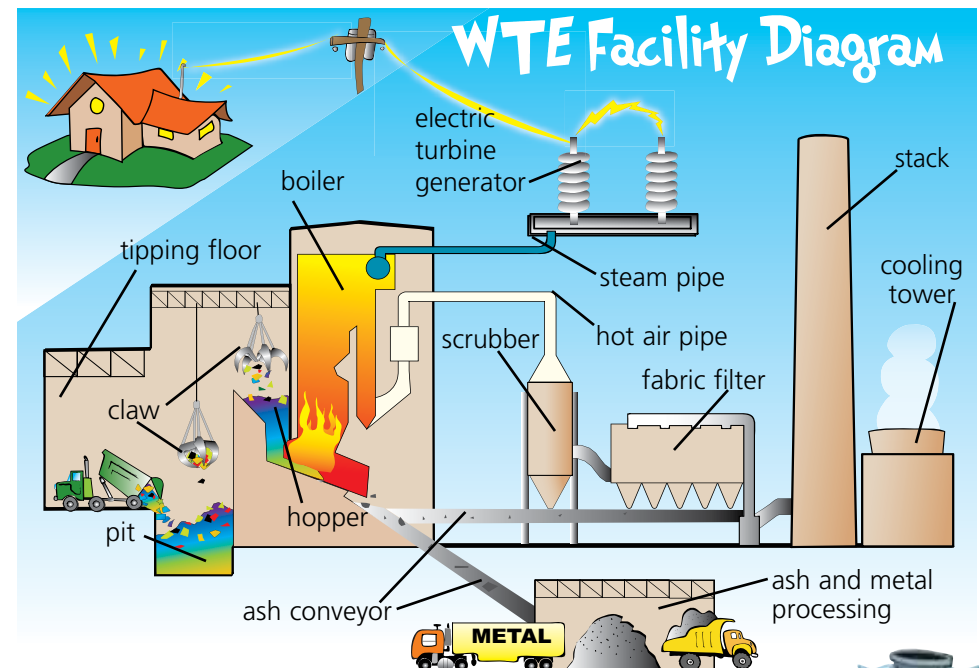 WTE Facility Diagram
electric
turbine
generator
stack
boiler
tipping floor
cooling
tower
steam pipe
hot air pipe
scrubber
fabric filter
claw
hopper
pit
ash conveyor
ash and metal
processing
METAL